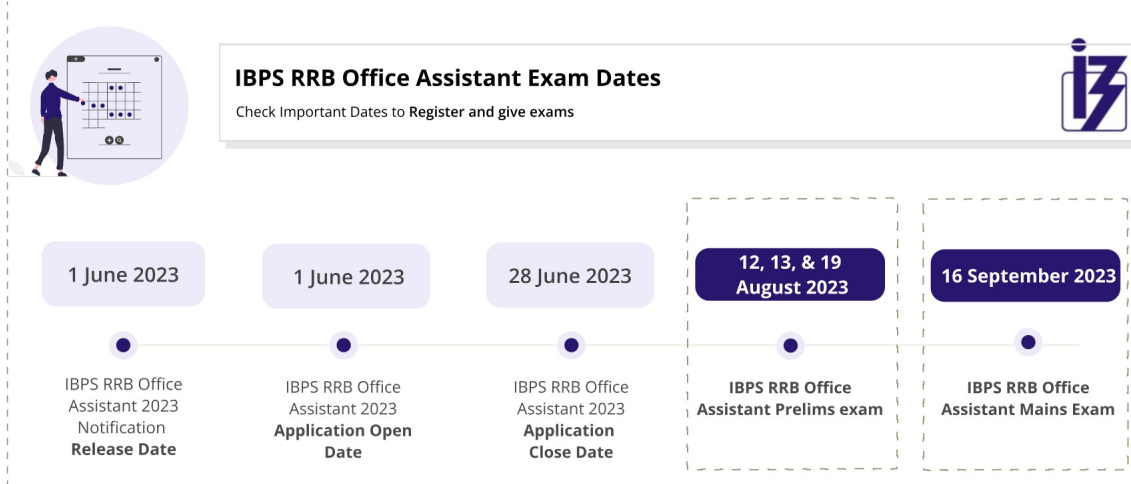 IBPS RRB Office Assistant Exam Dates
Check Important Dates to Register and give exams
1 June 2023
IBPS RRB Office
Assistant 2023
Notification
Release Date
1 June 2023
IBPS RRB Office
Assistant 2023
Application Open
Date
28 June 2023
IBPS RRB Office
Assistant 2023
Application
Close Date
12, 13, & 19
August 2023
IBPS RRB Office
Assistant Prelims exam
16 September 2023
IBPS RRB Office
Assistant Mains Exam